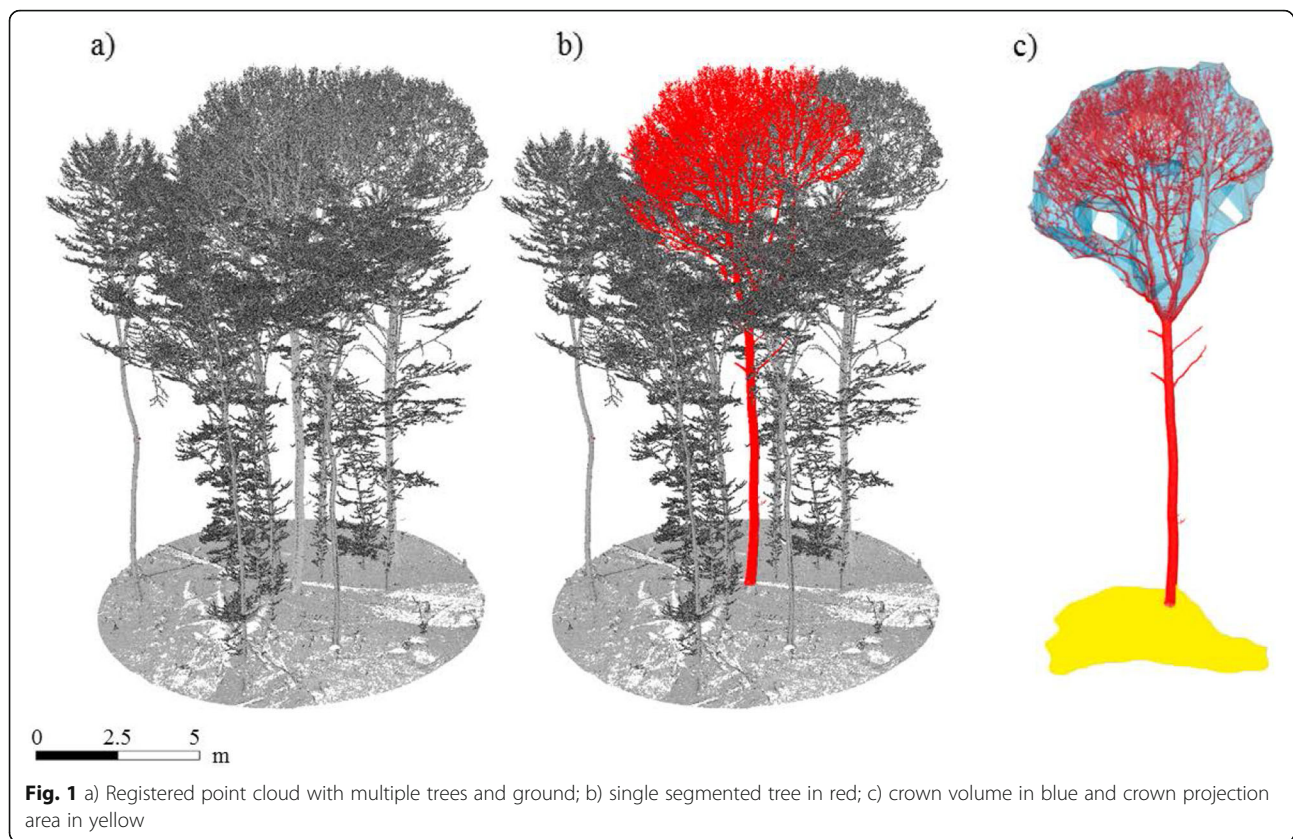 a)
b)
c)
0 2.5 5
m
Fig. 1 a) Registered point cloud with multiple trees and ground; b) single segmented tree in red; c) crown volume in blue and crown projection
area in yellow